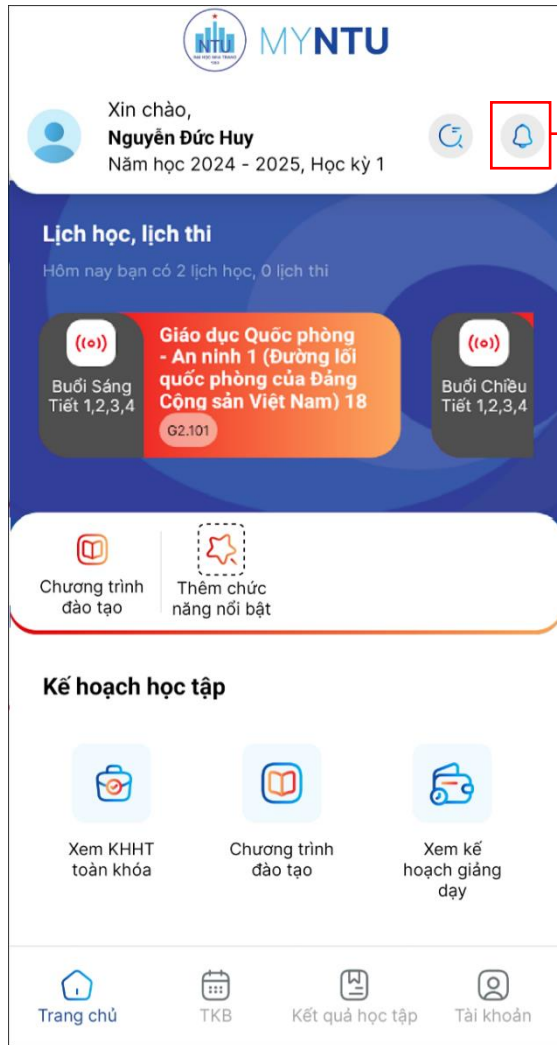 NTU
MYNTU
Xin chào,
Nguyễn Đức Huy
Năm học 2024 - 2025, Học kỳ 1
Lịch học, lịch thi
Hôm nay bạn có 2 lịch học, 0 lịch thi
Buổi Sáng
Tiết 1,2,3,4
Giáo dục Quốc phòng
- An ninh 1 (Đường lối
quốc phòng của Đảng
Cộng sản Việt Nam) 18
G2.101
Buổi Chiều
Tiết 1,2,3,4
Chương trình
đào tạo
Thêm chức
năng nổi bật
Kế hoạch học tập
Xem KHHT
toàn khóa
Chương trình
đào tạo
Xem kế
hoạch giảng
dạy
Trang chủ
TKB
Kết quả học tập
Tài khoản